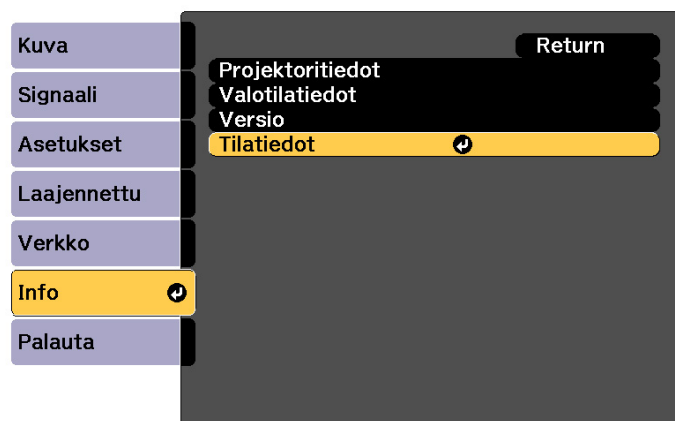 Kuva
Signaali
Asetukset
Laajennettu
Verkko
Info
Palauta
Return
Projektoritiedot
Valotilatiedot
Versio
Tilatiedot